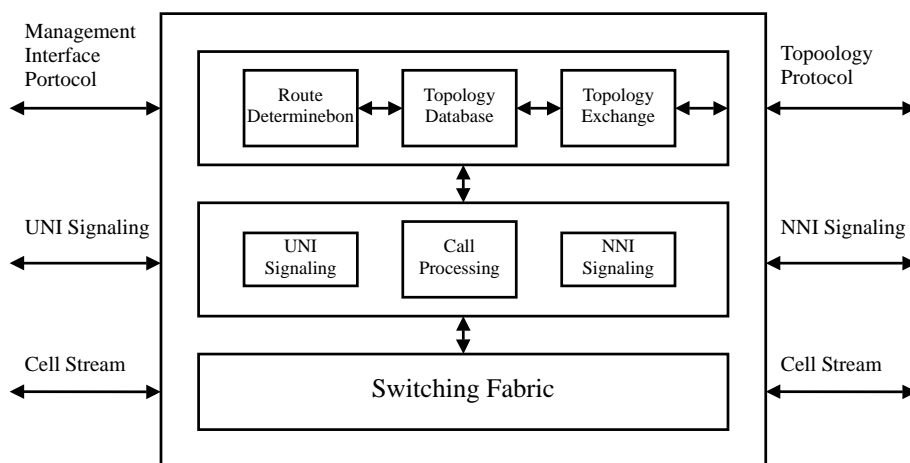 Management
Interface
Portocol
Topoology
Protocol
Route
Determinebon
Topology
Database
Topology
Exchange
UNI Signaling
NNI Signaling
UNI
Signaling
Call
Processing
NNI
Signaling
Cell Stream
Cell Stream
Switching Fabric